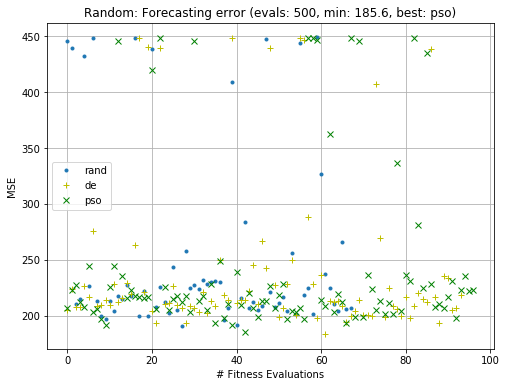 Random: Forecasting error (evals: 500, min: 185.6, best: pso)
450
400
350
300
250
200
MSE
rand
de
pso
0 20 40 60 80 100
# Fitness Evaluations